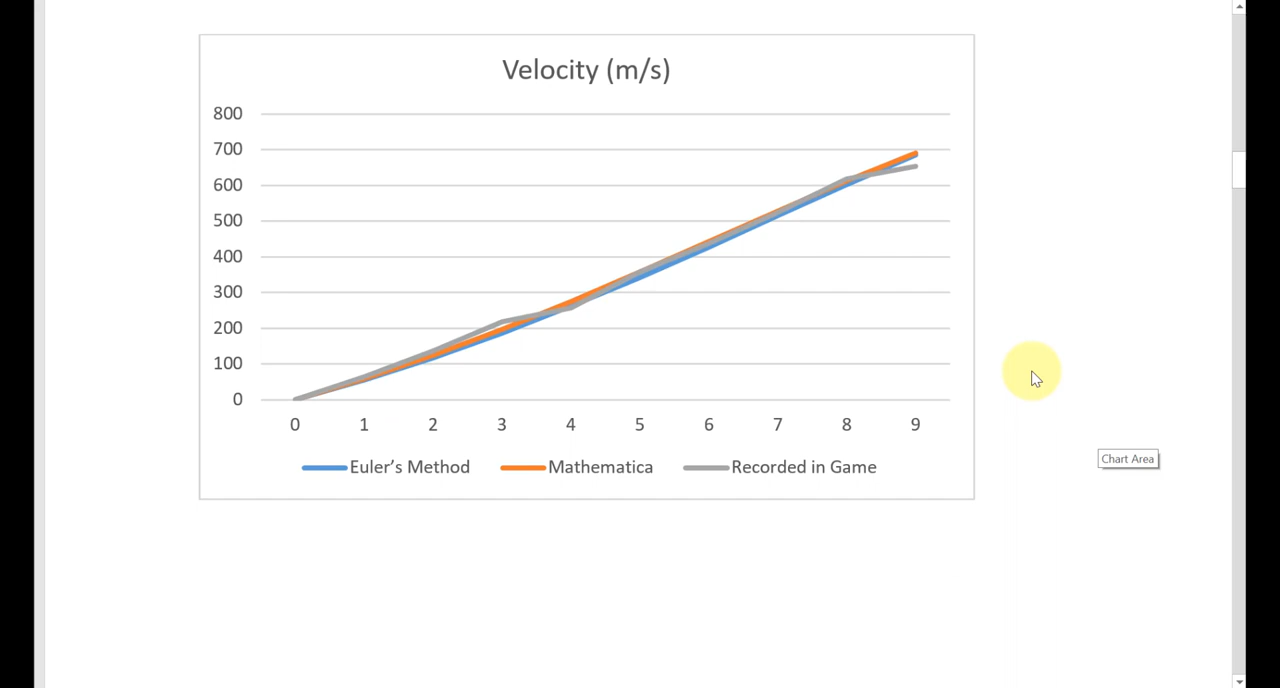 Velocity (m/s)
800
700
600
500
400
300
200
100
0
0 1 2 3 4 5 6 7 8 9
Euler’s Method Mathematica Recorded in Game
Chart Area